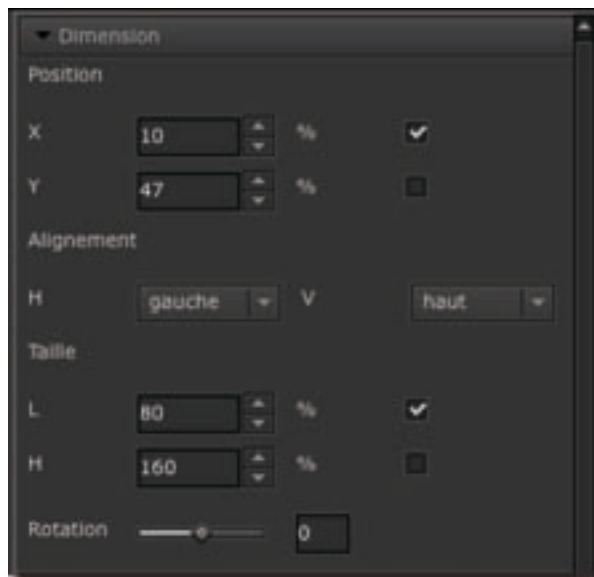 Dimension
Position
X 10 %
Y 47 %
Alignement
H gauche V haut
Taille
L 80 %
H 160 %
Rotation 0